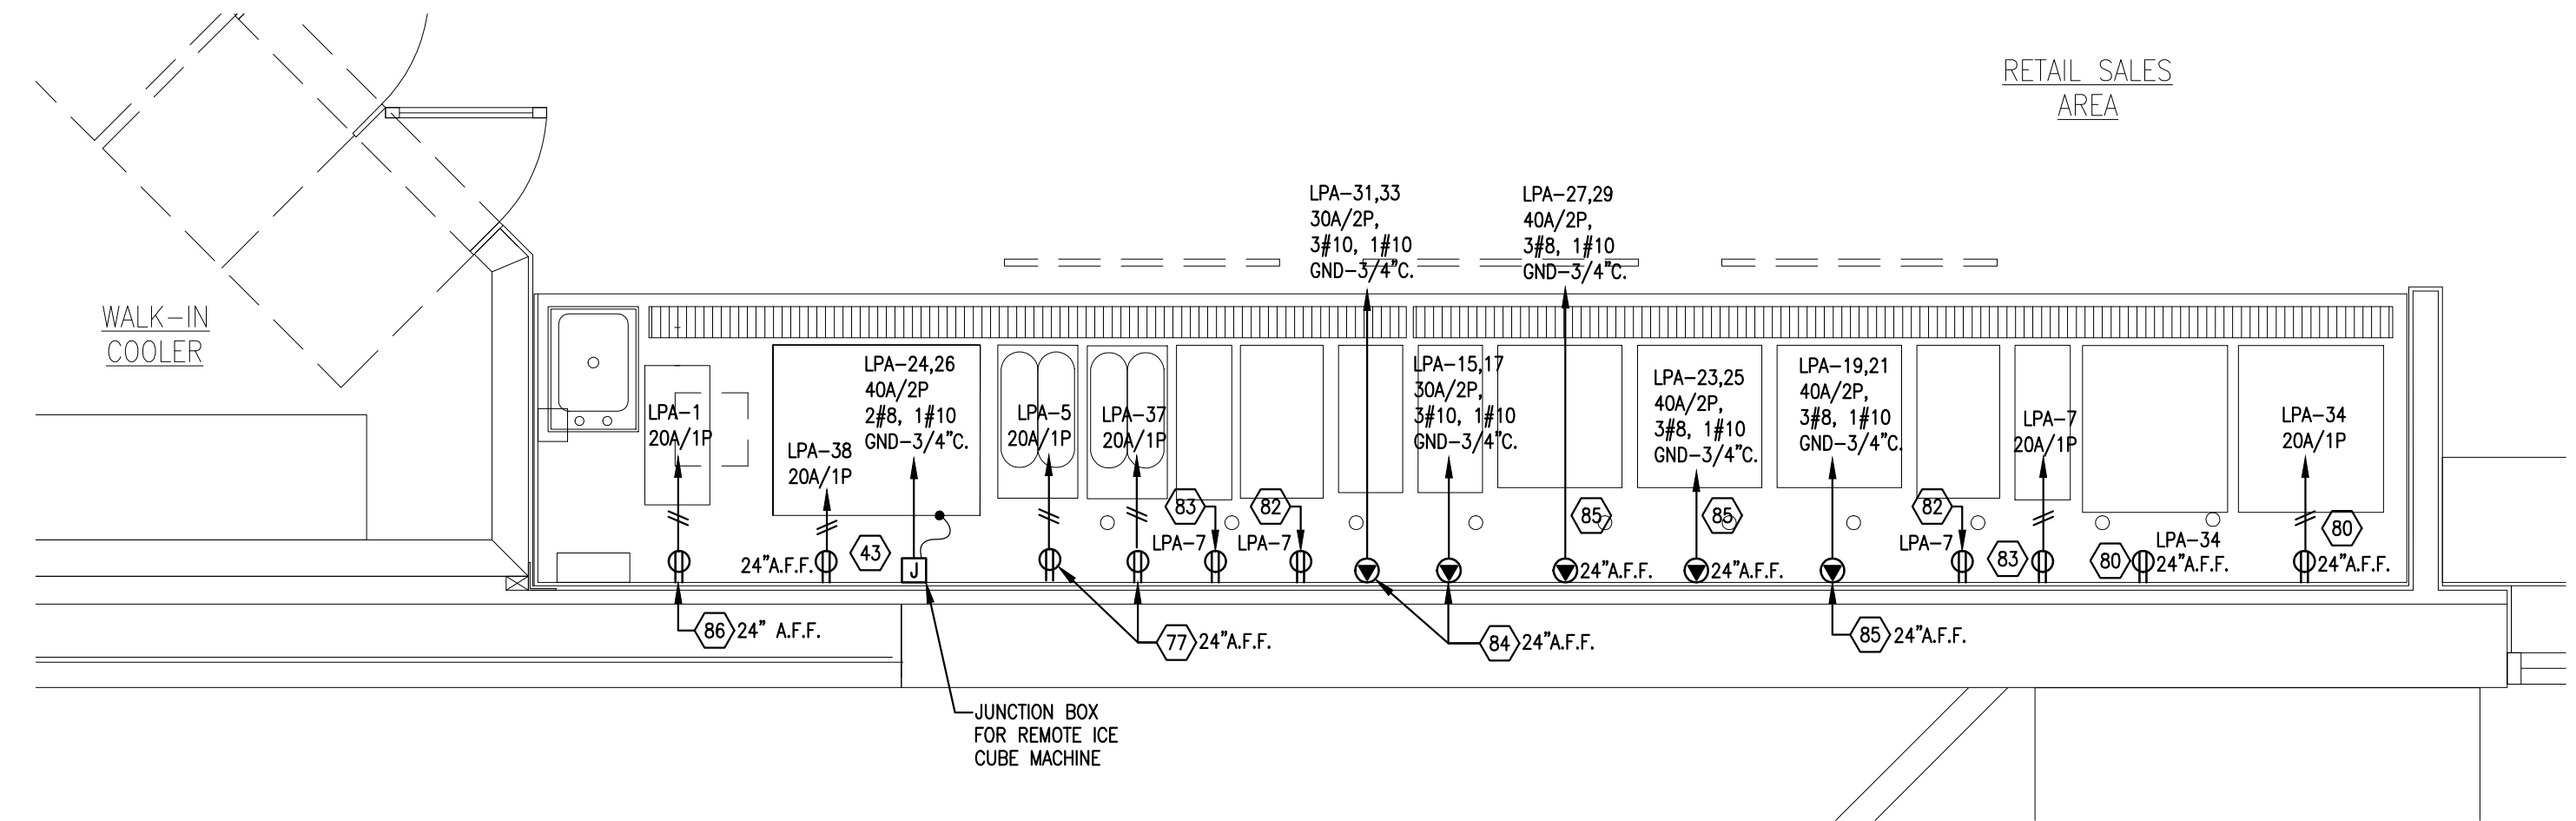 RETAIL SALES
AREA
WALK-IN
COOLER
LPA-31,33
30A/2P,
3#10, 1#10
GND-3/4"C.
LPA-27,29
40A/2P,
3#8, 1#10
GND-3/4"C.
LPA-1
20A/1P
LPA-38
20A/1P
LPA-24,26
40A/2P
2#8, 1#10
GND-3/4"C.
LPA-5
20A/1P
LPA-37
20A/1P
LPA-15,17
30A/2P,
3#10, 1#10
GND-3/4"C.
LPA-23,25
40A/2P,
3#8, 1#10
GND-3/4"C.
LPA-19,21
40A/2P,
3#8, 1#10
GND-3/4"C.
LPA-7
20A/1P
LPA-34
20A/1P
83
82
85
85
82
80
24"A.F.F.
43
J
LPA-7
LPA-7
24"A.F.F.
24"A.F.F.
LPA-7
83
80
LPA-34
24"A.F.F.
24"A.F.F.
86 24" A.F.F.
77 24"A.F.F.
84 24"A.F.F.
85 24"A.F.F.
JUNCTION BOX
FOR REMOTE ICE
CUBE MACHINE